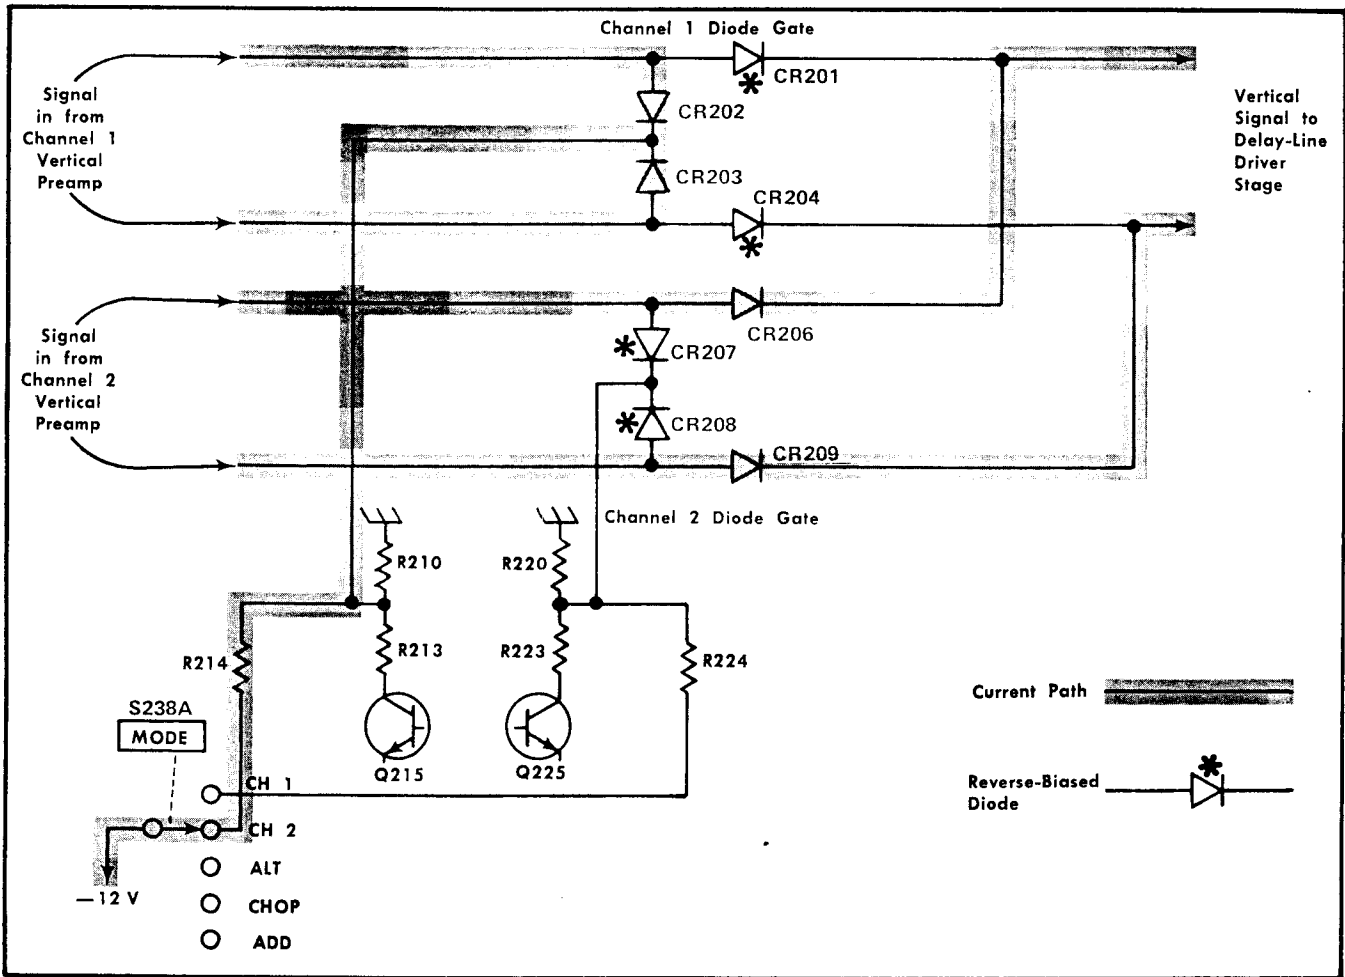 Channel 1 Diode Gate
CR201
Signal
in from
Channel 1
Vertical
Preamp
CR202
Vertical
Signal to
Delay-Line
Driver
Stage
CR203
CR204
CR206
Signal
in from
Channel 2
Vertical
Preamp
CR207
CR208
CR209
Channel 2 Diode Gate
R210
R220
R214
R213
R223
R224
S238A
MODE
Q215
Q225
Current Path
CH 1
Reverse-Biased
Diode
CH 2
—12 V
ALT
CHOP
ADD